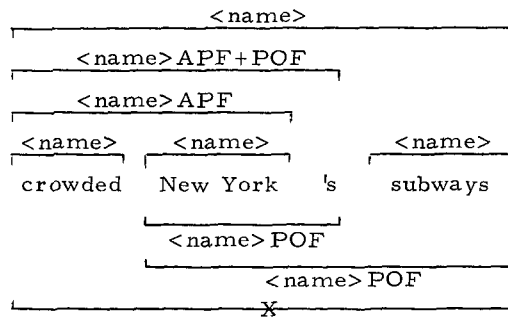 <name>
<name>APF+POF
<name>APF
<name> <name> <name>
crowded New York 's subways
<name>POF
<name>POF
X